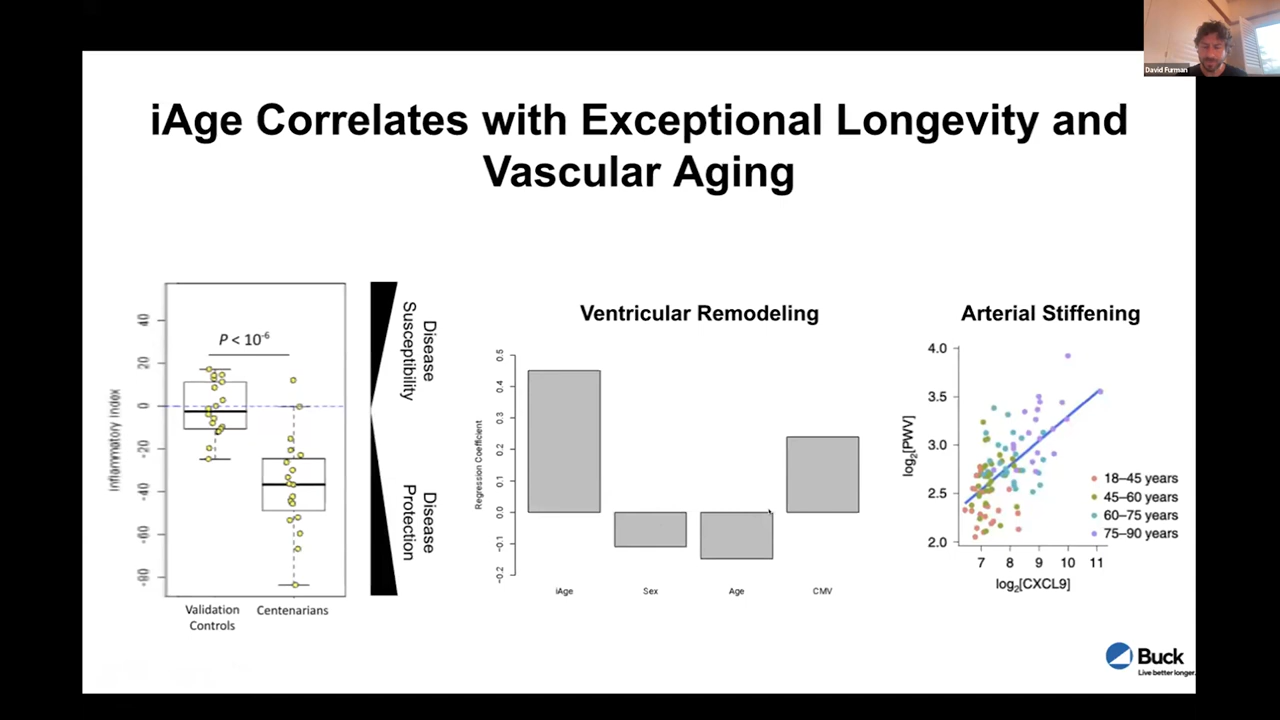 David Furman
iAge Correlates with Exceptional Longevity and
Vascular Aging
Inflammatory Index
40
20
0
-20
-40
-60
-80
P < 10-6
Validation
Controls
Centenarians
Disease
Susceptibility
Disease
Protection
Ventricular Remodeling
Regression Coefficient
0.5
0.4
0.3
0.2
0.1
0.0
-0.1
-0.2
iAge
Sex
Age
CMV
Arterial Stiffening
log2[PWV]
4.0
3.5
3.0
2.5
2.0
18–45 years
45–60 years
60–75 years
75–90 years
7 8 9 10 11
log2[CXCL9]
Buck
Live better longer.